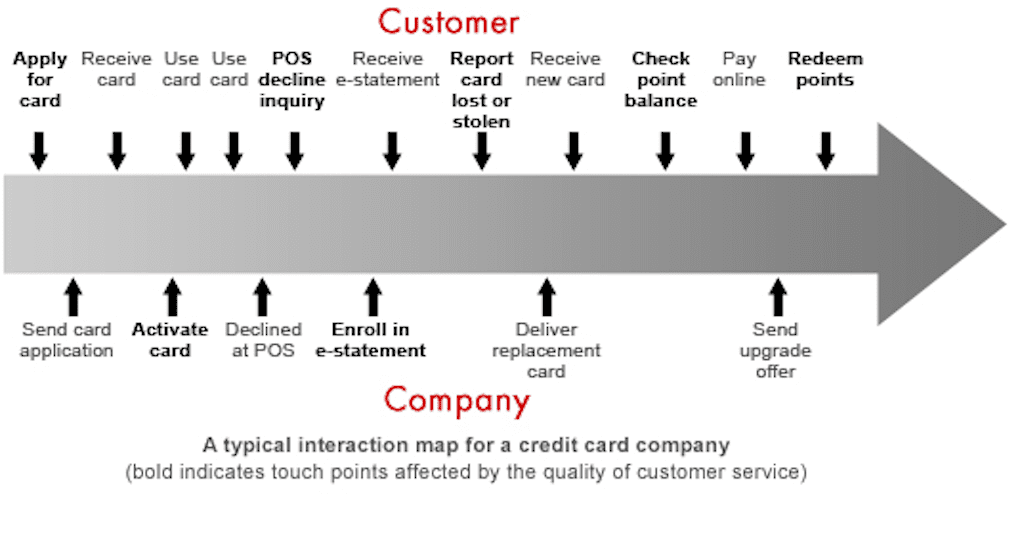 Customer
Apply
for
card
Receive
card
Use
card
Use
card
POS
decline
inquiry
Receive
e-statement
Report
card
lost or
stolen
Receive
new card
Check
point
balance
Pay
online
Redeem
points
Send card
application
Activate
card
Declined
at POS
Enroll in
e-statement
Deliver
replacement
card
Send
upgrade
offer
Company
A typical interaction map for a credit card company
(bold indicates touch points affected by the quality of customer service)